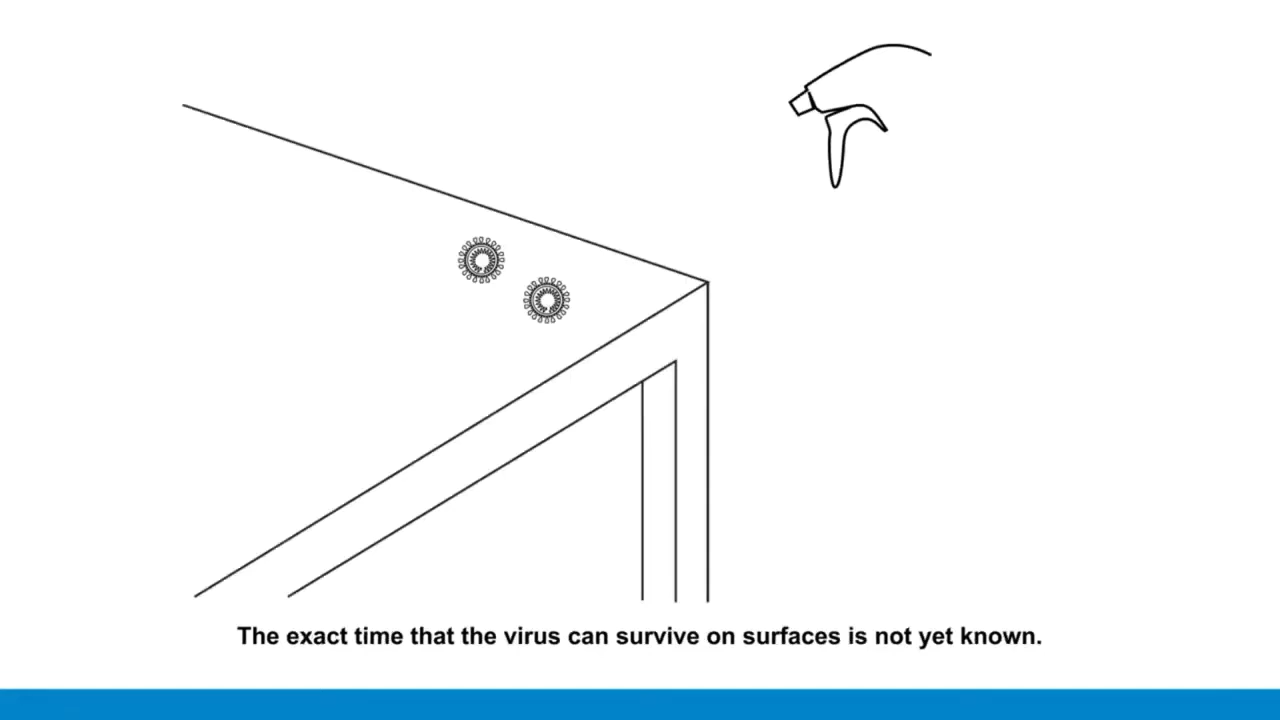 The exact time that the virus can survive on surfaces is not yet known.